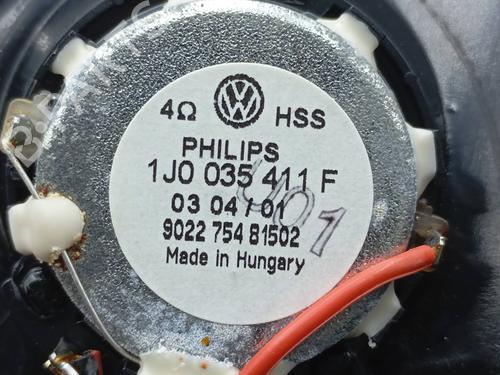 4Ω HSS
PHILIPS
1J0 035 411 F
03 04/01
9022 754 81502
Made in Hungary